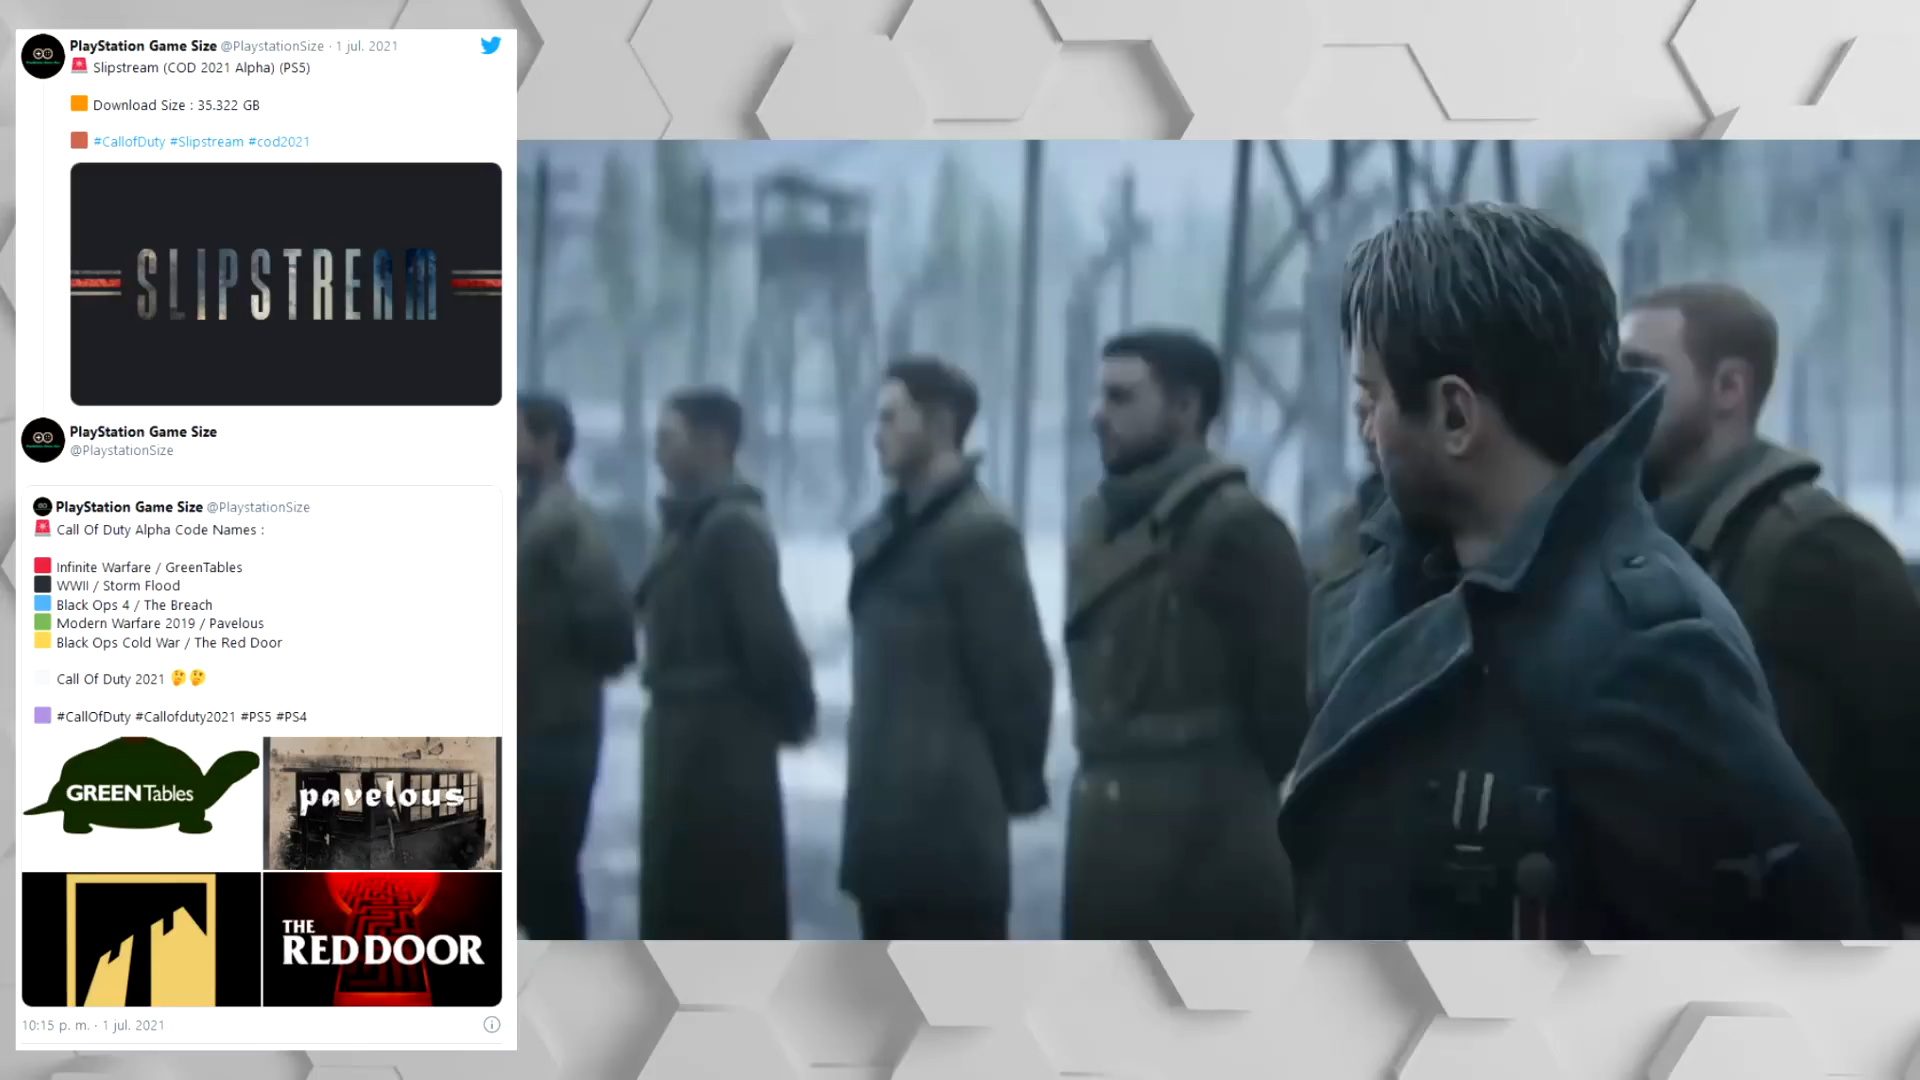 PlayStation Game Size @PlaystationSize · 1 jul. 2021
🚨 Slipstream (COD 2021 Alpha) (PS5)
🟧 Download Size : 35.322 GB
🟫 #CallofDuty #Slipstream #cod2021
SLIPSTREAM
PlayStation Game Size
@PlaystationSize
PlayStation Game Size @PlaystationSize
🚨 Call Of Duty Alpha Code Names :
🟥 Infinite Warfare / GreenTables
⬛ WWII / Storm Flood
🟦 Black Ops 4 / The Breach
🟩 Modern Warfare 2019 / Pavelous
🟨 Black Ops Cold War / The Red Door
⬜ Call Of Duty 2021 🤔🤔
🟪 #CallOfDuty #Callofduty2021 #PS5 #PS4
GREENTables
pavelous
THE
RED DOOR
10:15 p. m. · 1 jul. 2021